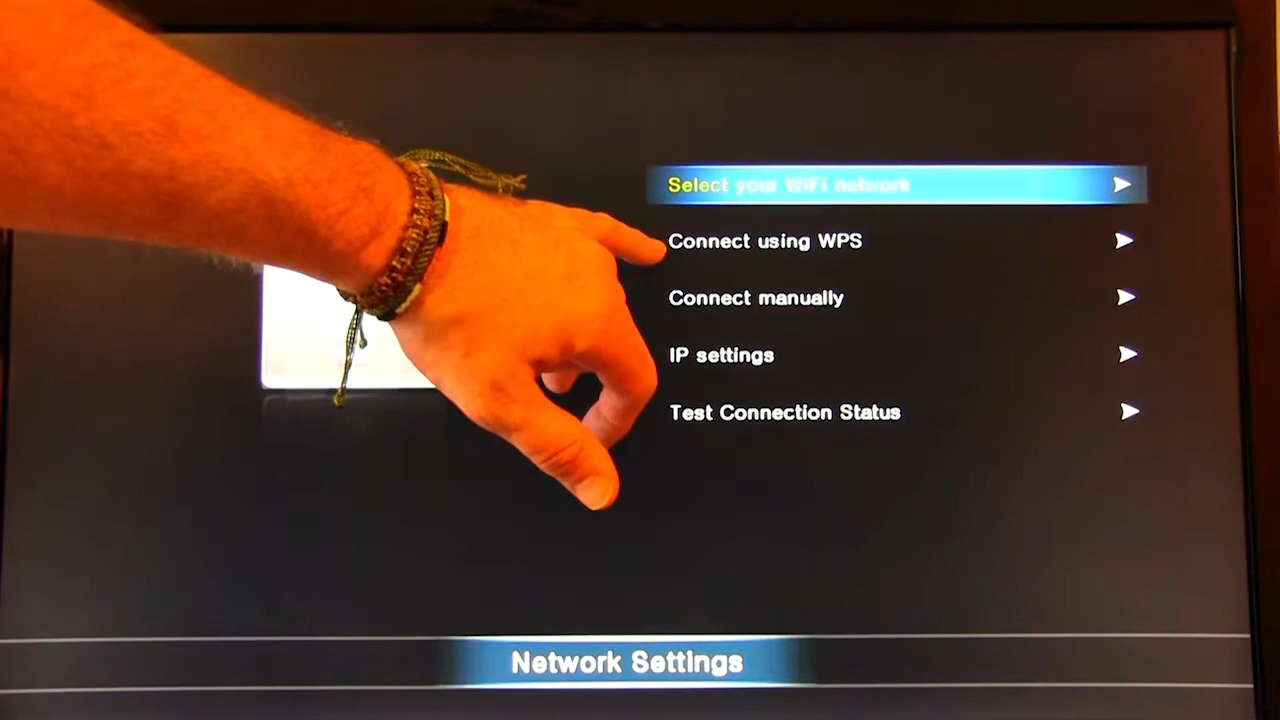 Select your WiFi network
Connect using WPS
Connect manually
IP settings
Test Connection Status
Network Settings